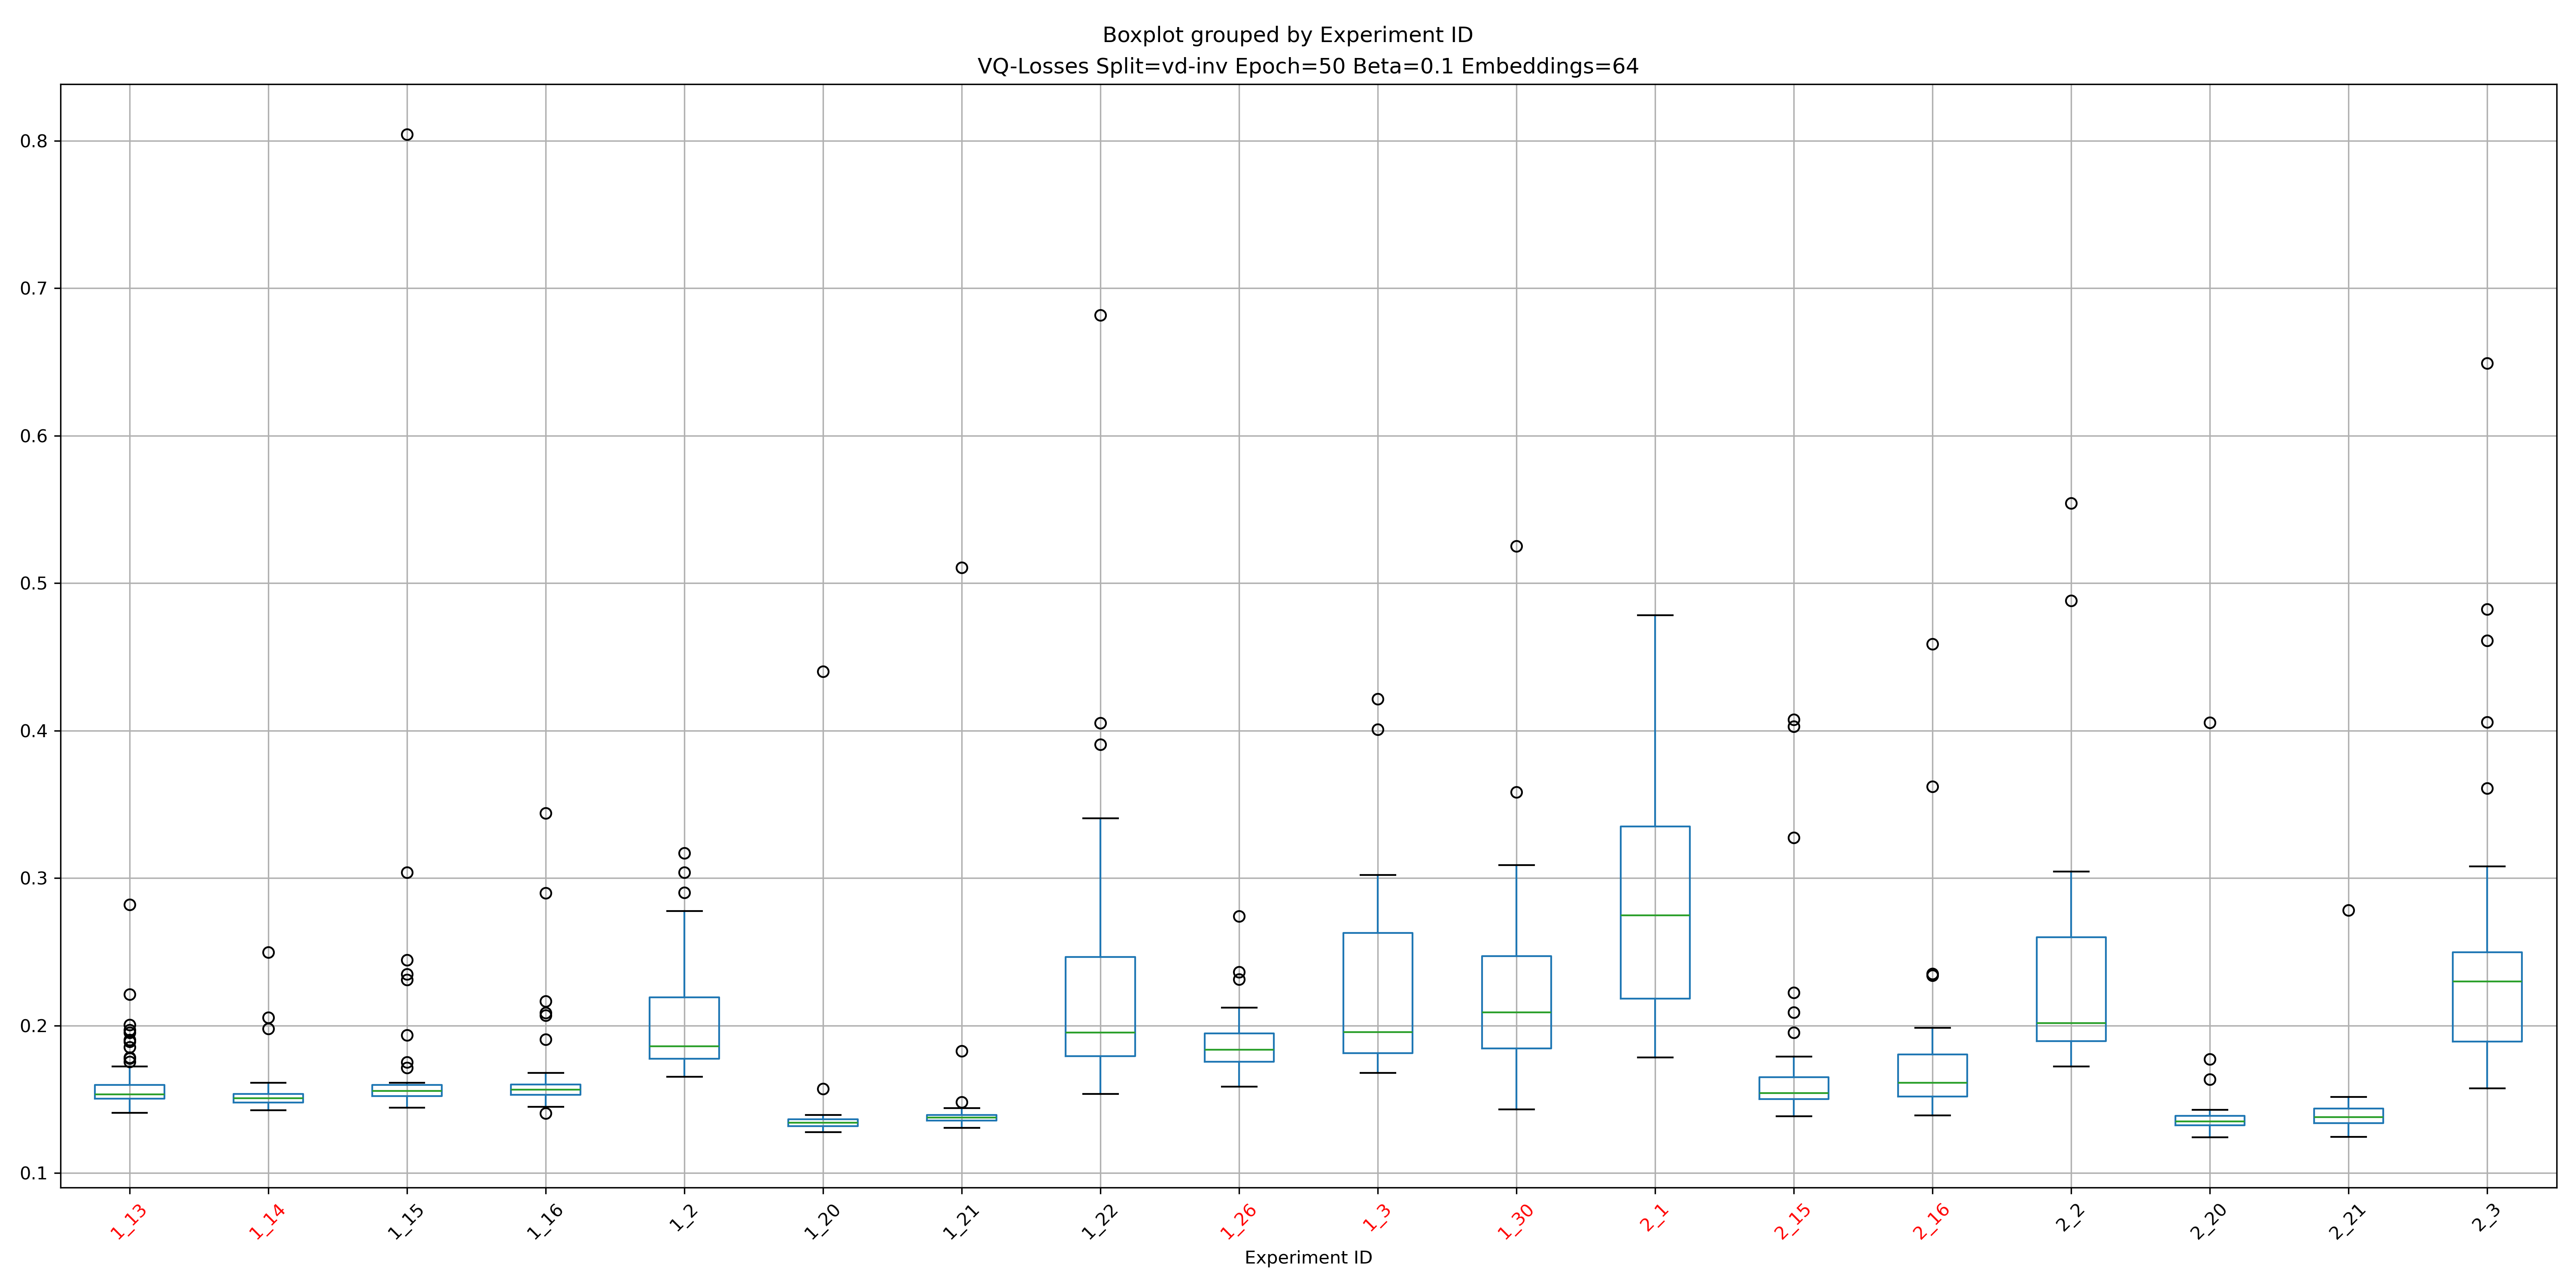 Boxplot grouped by Experiment ID
VQ-Losses Split=vd-inv Epoch=50 Beta=0.1 Embeddings=64
0.8
0.7
0.6
0.5
0.4
0.3
0.2
0.1
1_13 1_14 1_15 1_16 1_2 1_20 1_21 1_22 1_26 1_3 1_30 2_1 2_15 2_16 2_2 2_20 2_21 2_3
Experiment ID